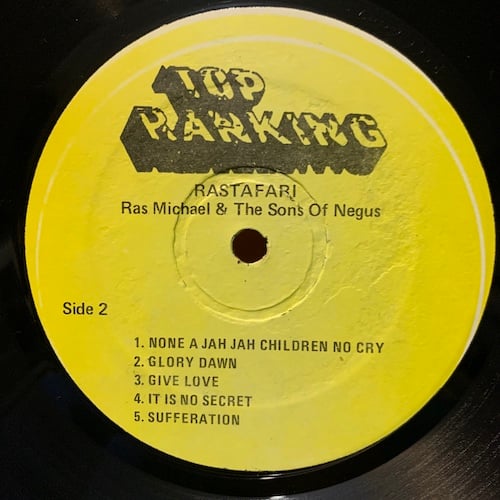 TOP
RANKING
RASTAFARI
Ras Michael & The Sons Of Negus
Side 2
1. NONE A JAH JAH CHILDREN NO CRY
2. GLORY DAWN
3. GIVE LOVE
4. IT IS NO SECRET
5. SUFFERATION